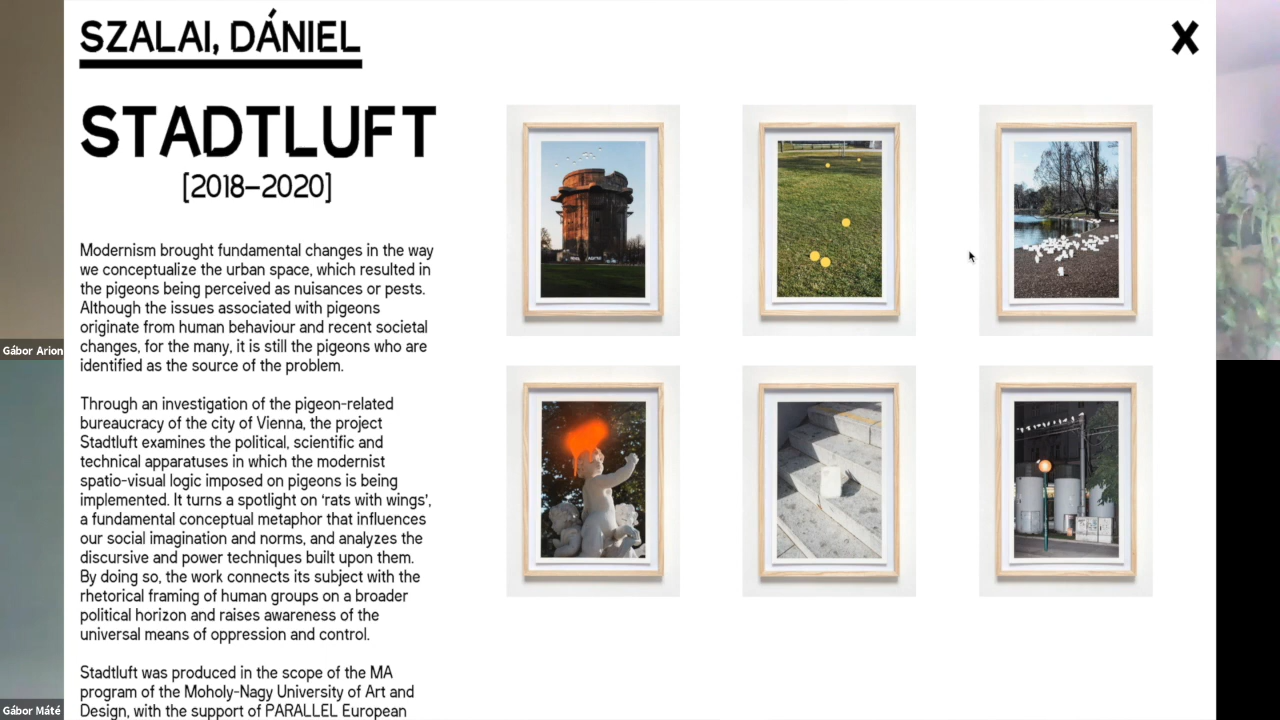 SZALAI, DÁNIEL
X
STADTLUFT
[2018–2020]
Modernism brought fundamental changes in the way
we conceptualize the urban space, which resulted in
the pigeons being perceived as nuisances or pests.
Although the issues associated with pigeons
originate from human behaviour and recent societal
changes, for the many, it is still the pigeons who are
identified as the source of the problem.
Through an investigation of the pigeon-related
bureaucracy of the city of Vienna, the project
Stadtluft examines the political, scientific and
technical apparatuses in which the modernist
spatio-visual logic imposed on pigeons is being
implemented. It turns a spotlight on ‘rats with wings’,
a fundamental conceptual metaphor that influences
our social imagination and norms, and analyzes the
discursive and power techniques built upon them.
By doing so, the work connects its subject with the
rhetorical framing of human groups on a broader
political horizon and raises awareness of the
universal means of oppression and control.
Stadtluft was produced in the scope of the MA
program of the Moholy-Nagy University of Art and
Design, with the support of PARALLEL European
Gábor Arion
Gábor Máté